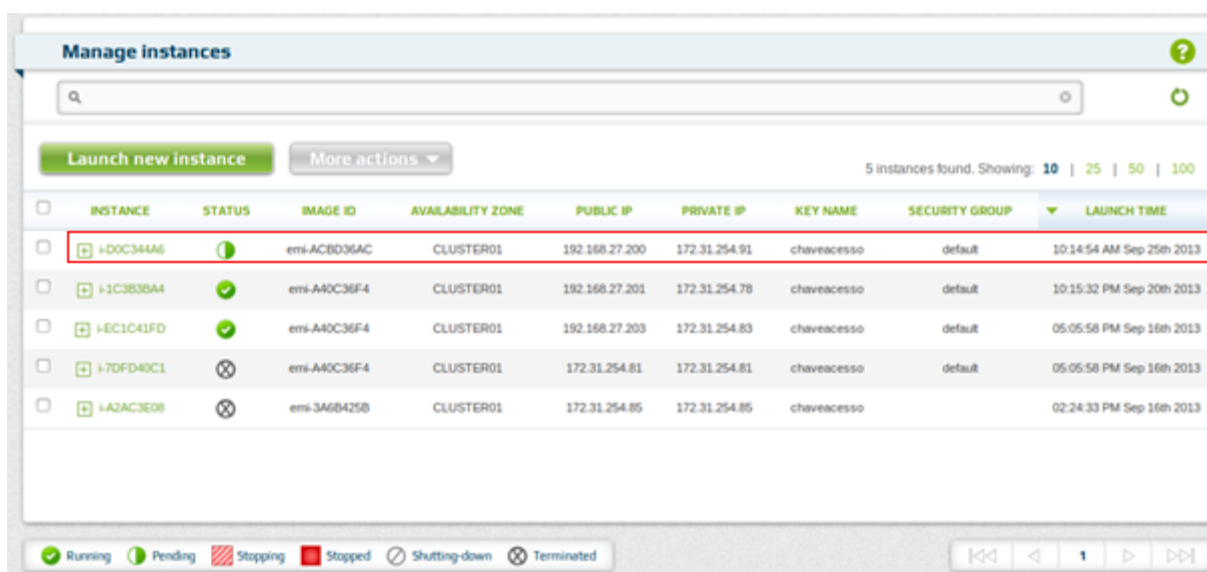 Manage instances
?
Launch new instance More actions
5 instances found. Showing: 10 | 25 | 50 | 100
INSTANCE STATUS IMAGE ID AVAILABILITY ZONE PUBLIC IP PRIVATE IP KEY NAME SECURITY GROUP LAUNCH TIME
i-D0C344A6 emi-ACBD36AC CLUSTER01 192.168.27.200 172.31.254.91 chaveacesso default 10:14:54 AM Sep 25th 2013
i-1C3B3BA4 emi-A40C36F4 CLUSTER01 192.168.27.201 172.31.254.78 chaveacesso default 10:15:32 PM Sep 20th 2013
i-EC1C41FD emi-A40C36F4 CLUSTER01 192.168.27.203 172.31.254.83 chaveacesso default 05:05:58 PM Sep 16th 2013
i-7DFD40C1 emi-A40C36F4 CLUSTER01 172.31.254.81 172.31.254.81 chaveacesso default 05:05:58 PM Sep 16th 2013
i-A2AC3E08 emi-3A6B425B CLUSTER01 172.31.254.85 172.31.254.85 chaveacesso 02:24:33 PM Sep 16th 2013
Running Pending Stopping Stopped Shutting-down Terminated
1